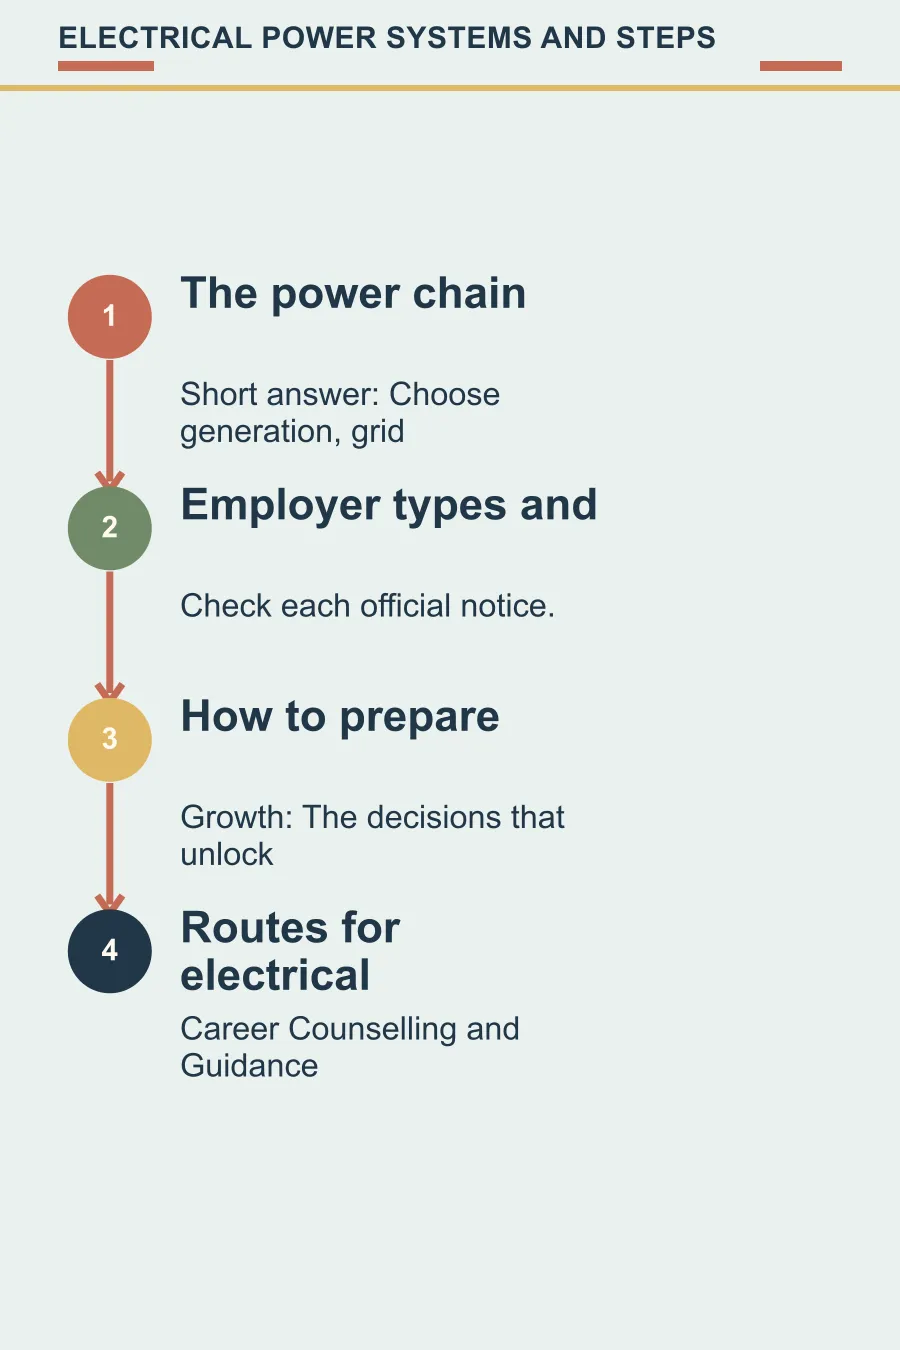 ELECTRICAL POWER SYSTEMS AND STEPS
1
The power chain
Short answer: Choose
generation, grid
2
Employer types and
Check each official notice.
3
How to prepare
Growth: The decisions that
unlock
4
Routes for
electrical
Career Counselling and
Guidance